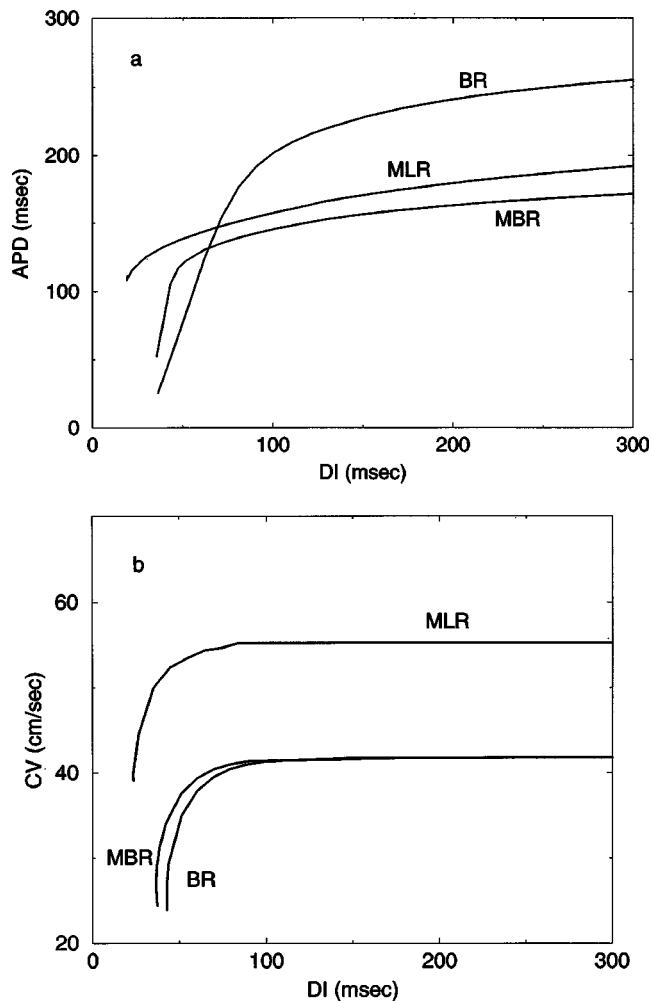 300
a
BR
200
MLR
MBR
APD (msec)
100
0
0 100 200 300
DI (msec)
b
60
MLR
CV (cm/sec)
40
MBR
BR
20
0 100 200 300
DI (msec)